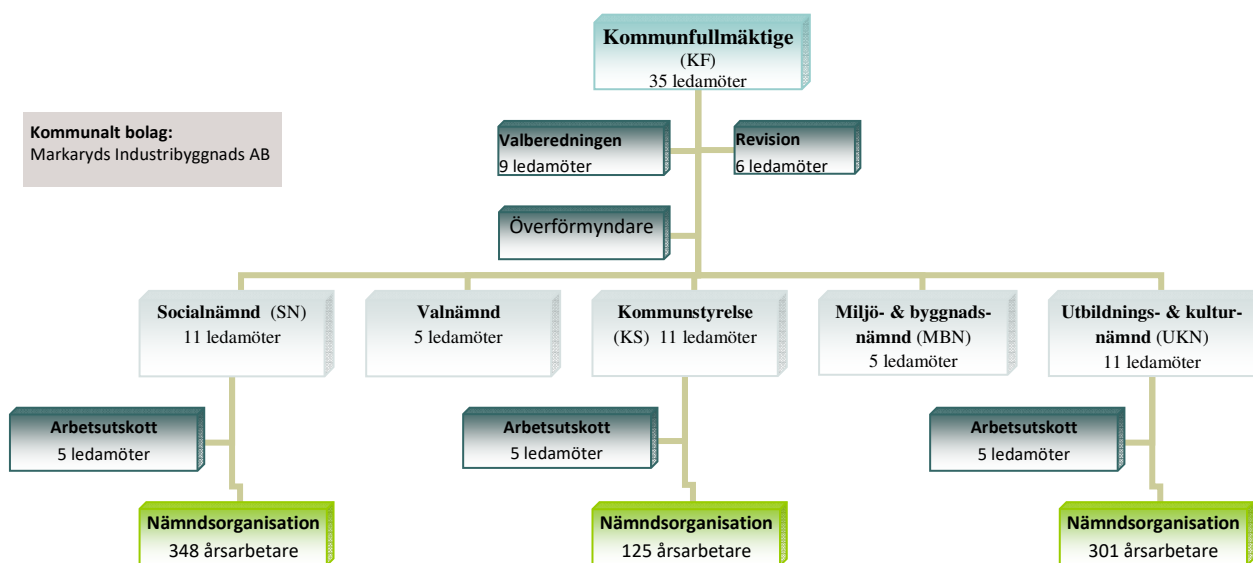 Kommunfullmäktige
(KF)
35 ledamöter
Kommunalt bolag:
Markaryds Industribyggnads AB
Valberedningen
9 ledamöter
Revision
6 ledamöter
Överförmyndare
Socialnämnd (SN)
11 ledamöter
Valnämnd
5 ledamöter
Kommunstyrelse
(KS) 11 ledamöter
Miljö- & byggnads-
nämnd (MBN)
5 ledamöter
Utbildnings- & kultur-
nämnd (UKN)
11 ledamöter
Arbetsutskott
5 ledamöter
Arbetsutskott
5 ledamöter
Arbetsutskott
5 ledamöter
Nämndsorganisation
348 årsarbetare
Nämndsorganisation
125 årsarbetare
Nämndsorganisation
301 årsarbetare